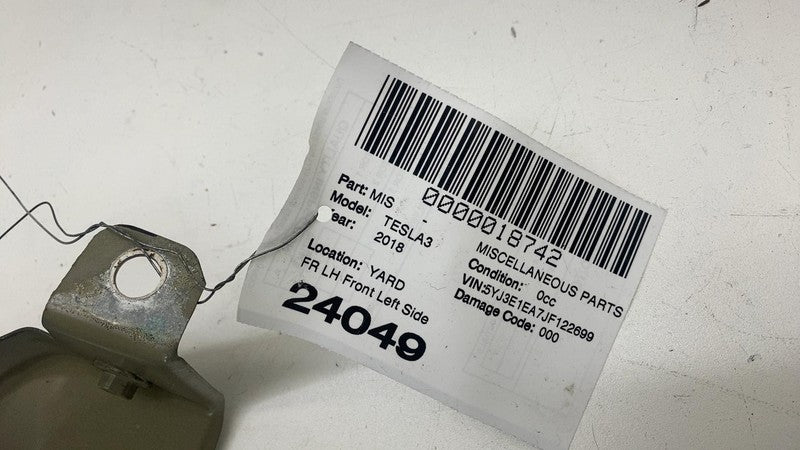 0000018742
Part: MIS -
MISCELLANEOUS PARTS
Model: TESLA3
Condition: 0cc
Year: 2018
VIN:5YJ3E1EA7JF122699
Damage Code: 000
Location: YARD
FR LH Front Left Side
24049